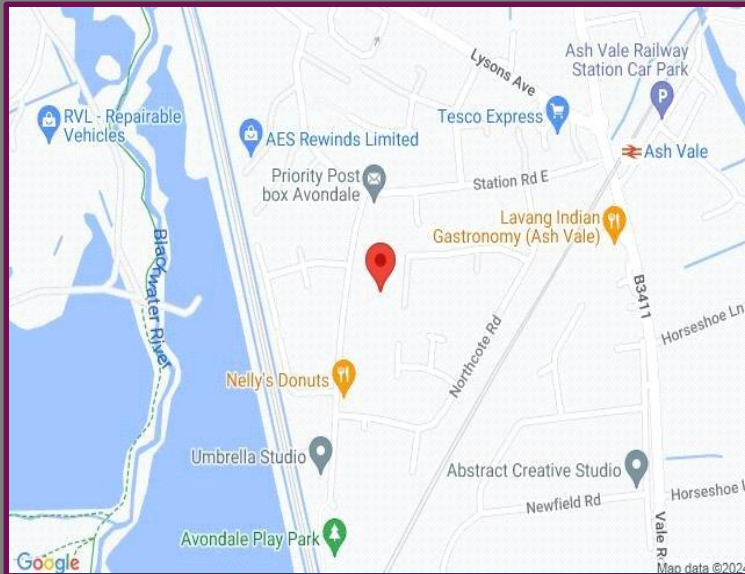 Lysons Ave
Ash Vale Railway
Station Car Park
RVL - Repairable
Vehicles
Tesco Express
AES Rewinds Limited
Ash Vale
Priority Post
box Avondale
Station Rd E
Lavang Indian
Gastronomy (Ash Vale)
Blackwater River
B3411
Horseshoe Ln
Northcote Rd
Nelly's Donuts
Umbrella Studio
Abstract Creative Studio
Newfield Rd
Horseshoe L
Vale R
Avondale Play Park
Google
Map data ©2024